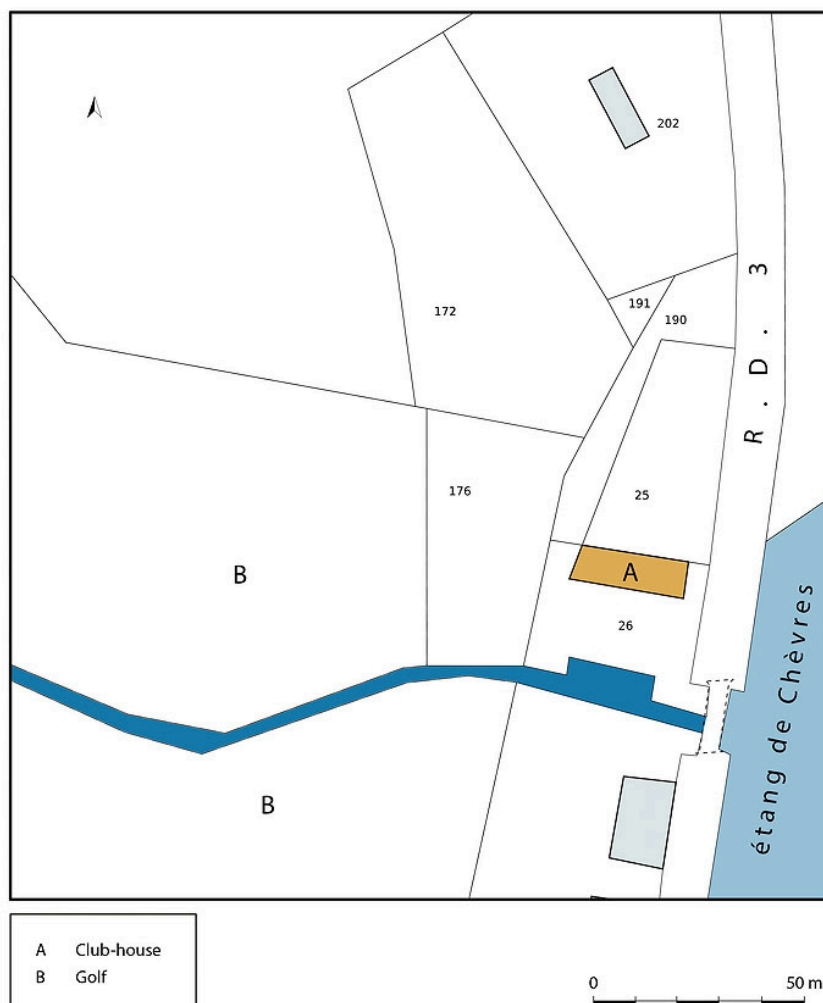 202
191
190
172
R.D. 3
25
176
A
B
26
étang de Chèvres
B
A Club-house
B Golf
0 50 m